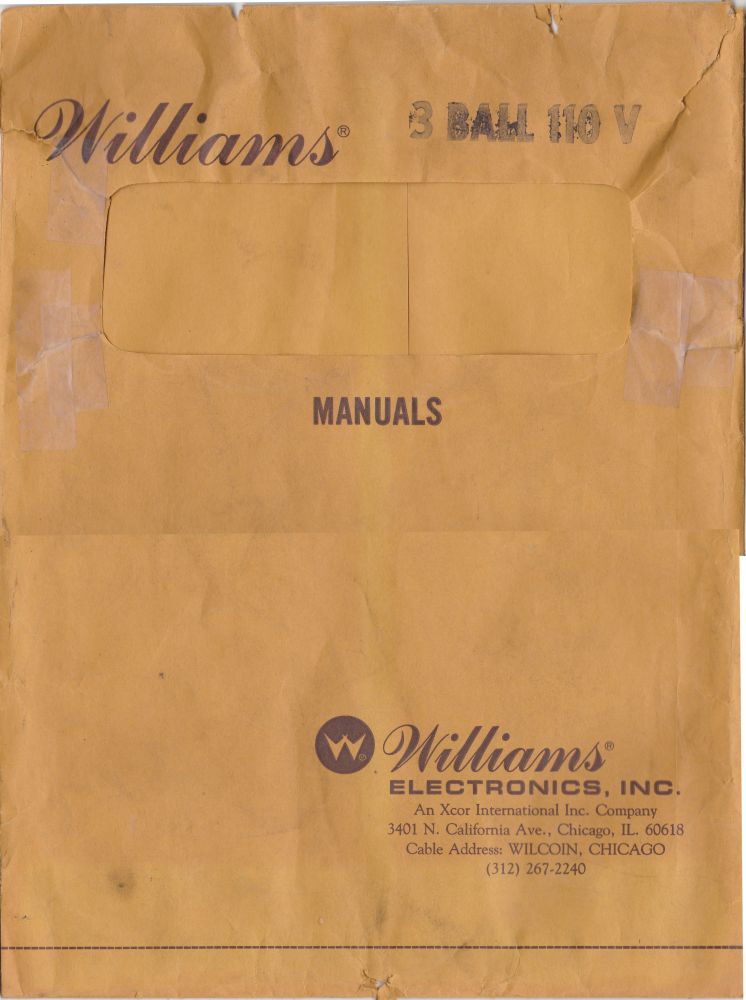 Williams® 3 BALL 110 V
MANUALS
W®
Williams®
ELECTRONICS, INC.
An Xcor International Inc. Company
3401 N. California Ave., Chicago, IL. 60618
Cable Address: WILCOIN, CHICAGO
(312) 267-2240